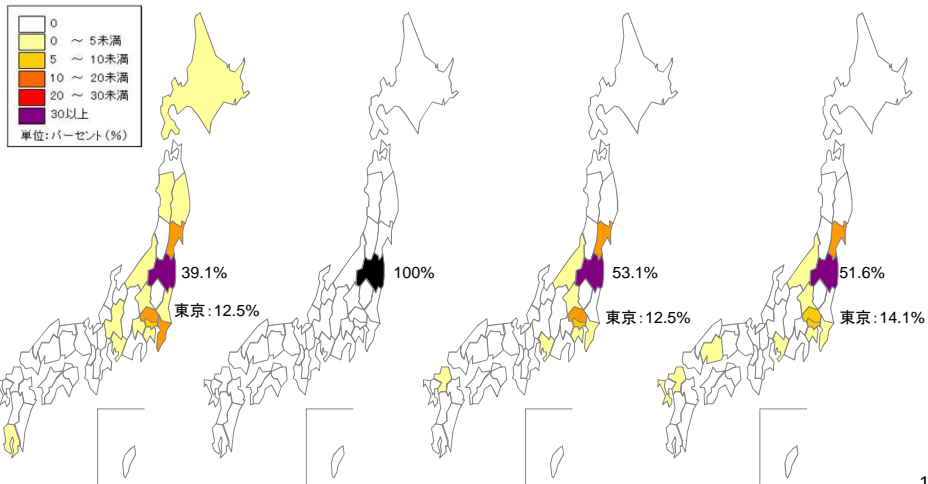 0
0 ～ 5未満
5 ～ 10未満
10 ～ 20未満
20 ～ 30未満
30以上
単位：パーセント（%）
39.1%
東京：12.5%
100%
53.1%
東京：12.5%
51.6%
東京：14.1%
1